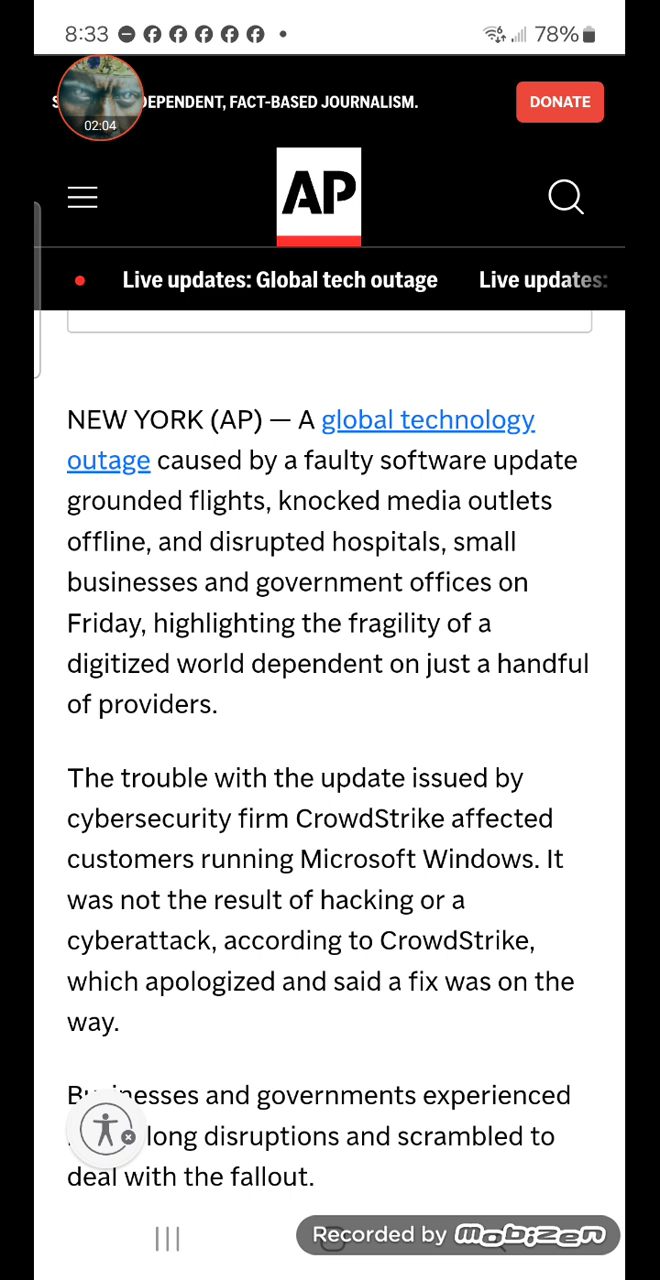 8:33
78%
DEPENDENT, FACT-BASED JOURNALISM.
DONATE
02:04
AP
Live updates: Global tech outage Live updates:
NEW YORK (AP) — A global technology
outage caused by a faulty software update
grounded flights, knocked media outlets
offline, and disrupted hospitals, small
businesses and government offices on
Friday, highlighting the fragility of a
digitized world dependent on just a handful
of providers.
The trouble with the update issued by
cybersecurity firm CrowdStrike affected
customers running Microsoft Windows. It
was not the result of hacking or a
cyberattack, according to CrowdStrike,
which apologized and said a fix was on the
way.
Businesses and governments experienced
long disruptions and scrambled to
deal with the fallout.
Recorded by mobizen